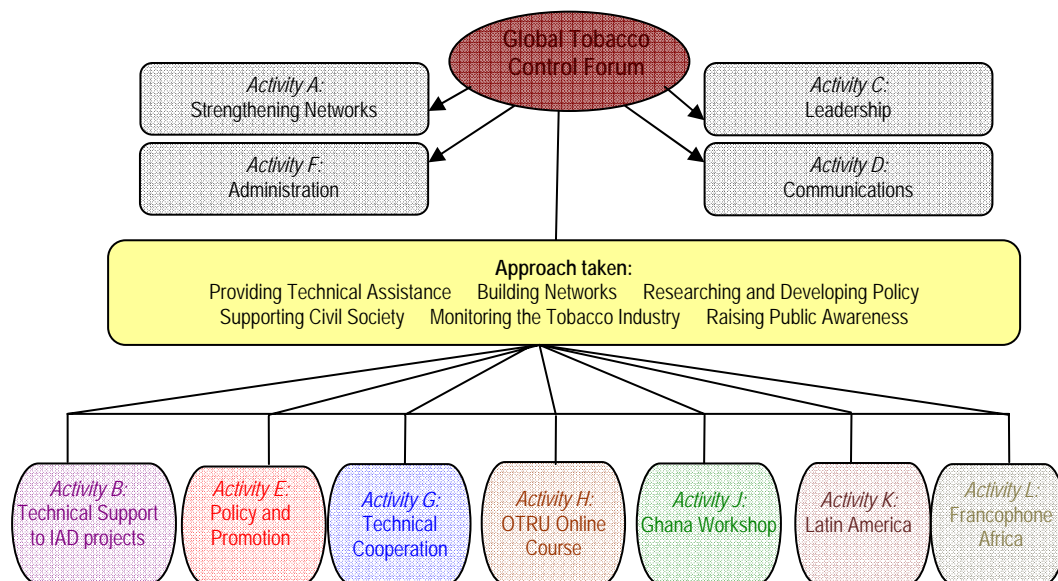 Global Tobacco
Control Forum
Activity A:
Strengthening Networks
Activity C:
Leadership
Activity F:
Administration
Activity D:
Communications
Approach taken:
Providing Technical Assistance Building Networks Researching and Developing Policy
Supporting Civil Society Monitoring the Tobacco Industry Raising Public Awareness
Activity B:
Technical Support
to IAD projects
Activity E:
Policy and
Promotion
Activity G:
Technical
Cooperation
Activity H:
OTRU Online
Course
Activity J:
Ghana Workshop
Activity K:
Latin America
Activity L:
Francophone
Africa